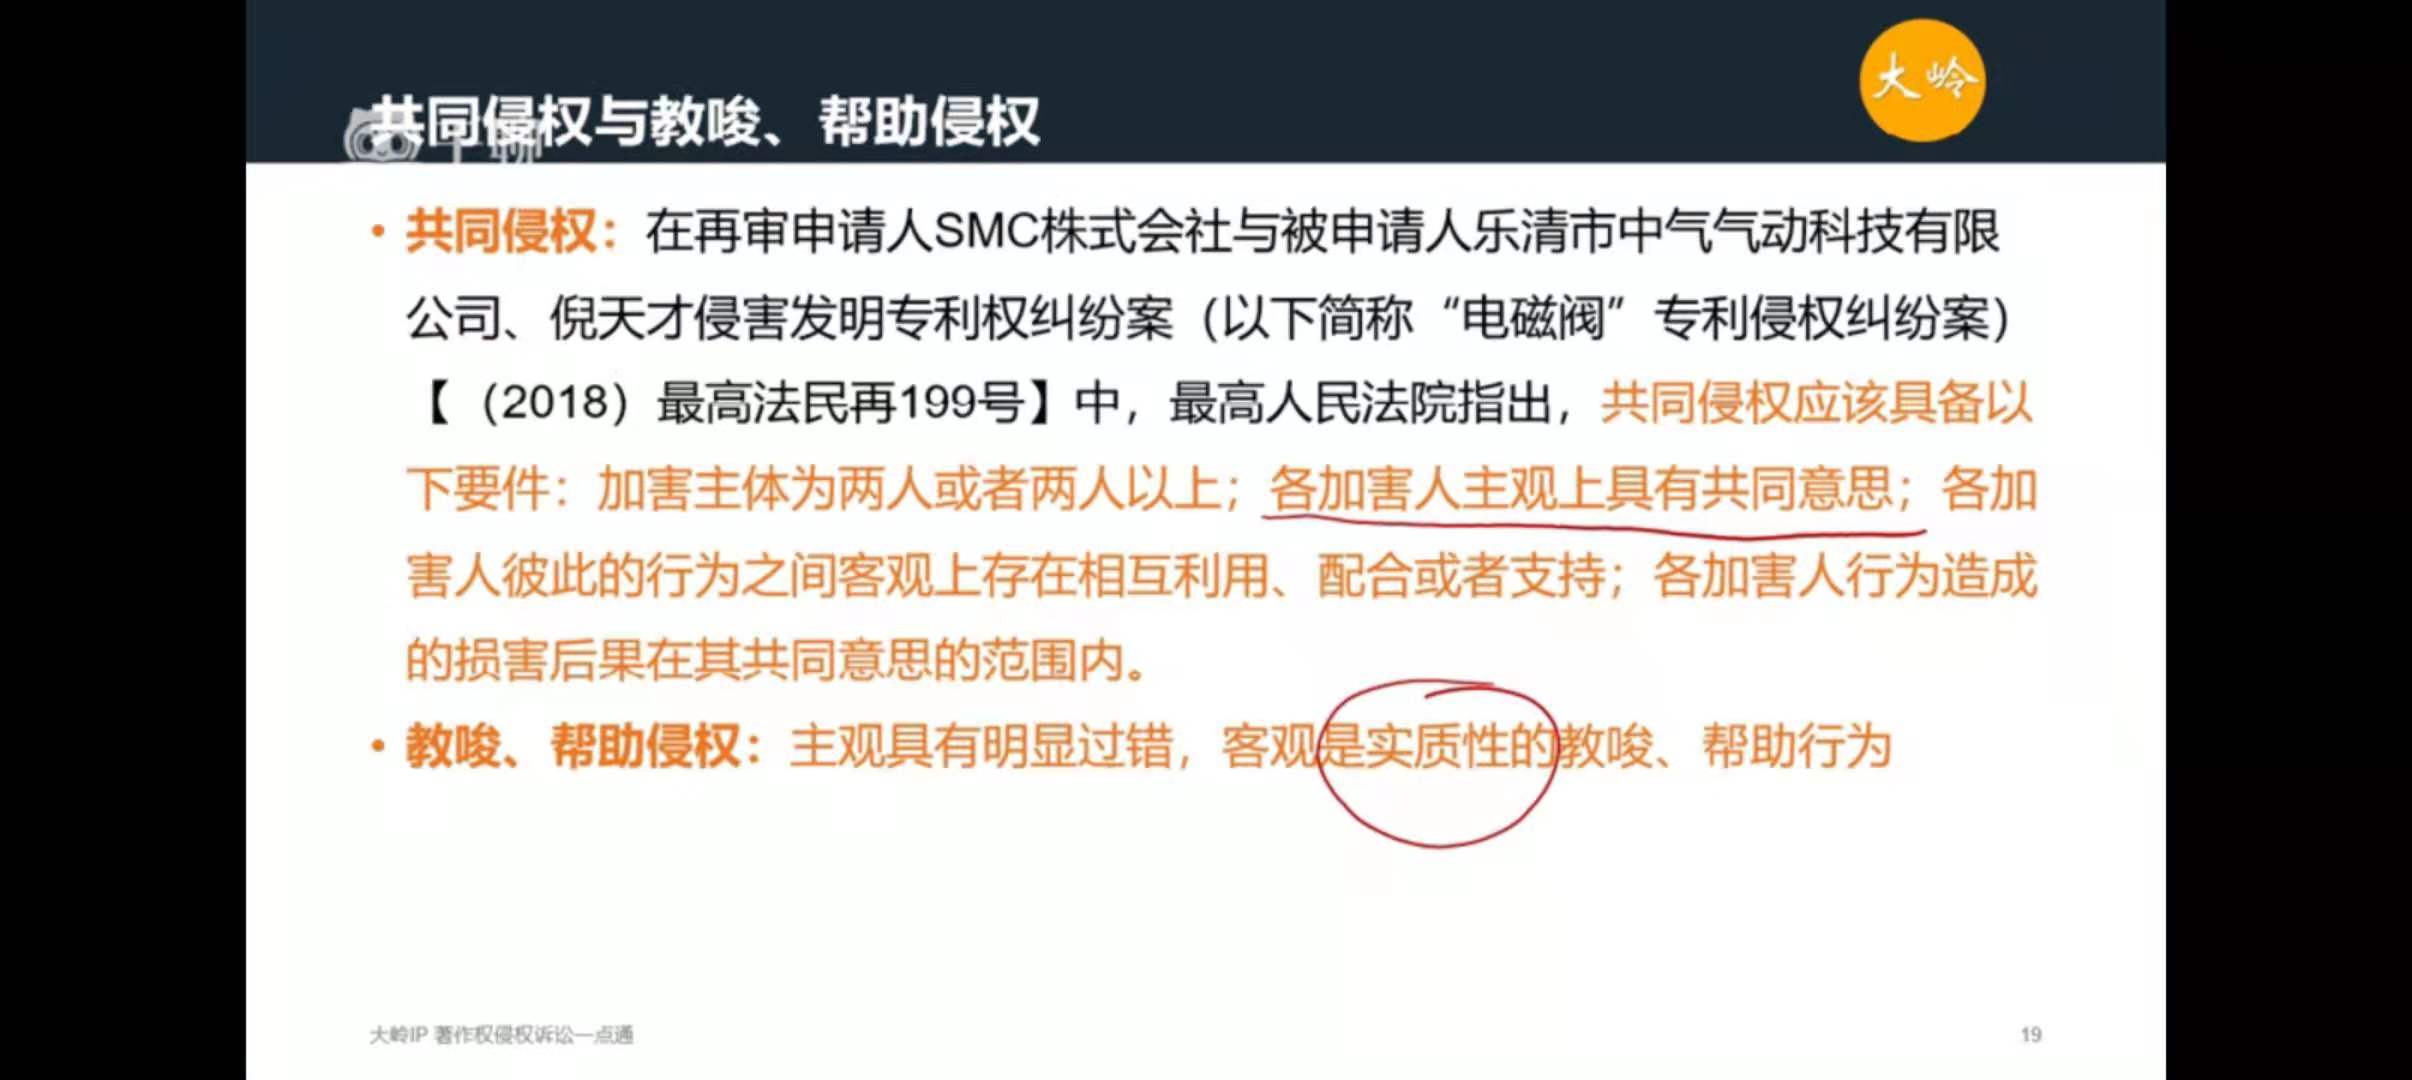 大岭
共同侵权与教唆、帮助侵权
• 共同侵权：在再审申请人SMC株式会社与被申请人乐清市中气气动科技有限
公司、倪天才侵害发明专利权纠纷案（以下简称“电磁阀”专利侵权纠纷案）
【（2018）最高法民再199号】中，最高人民法院指出，共同侵权应该具备以
下要件：加害主体为两人或者两人以上；各加害人主观上具有共同意思；各加
害人彼此的行为之间客观上存在相互利用、配合或者支持；各加害人行为造成
的损害后果在其共同意思的范围内。
• 教唆、帮助侵权：主观具有明显过错，客观是实质性的教唆、帮助行为
大岭IP 著作权侵权诉讼一点通
19